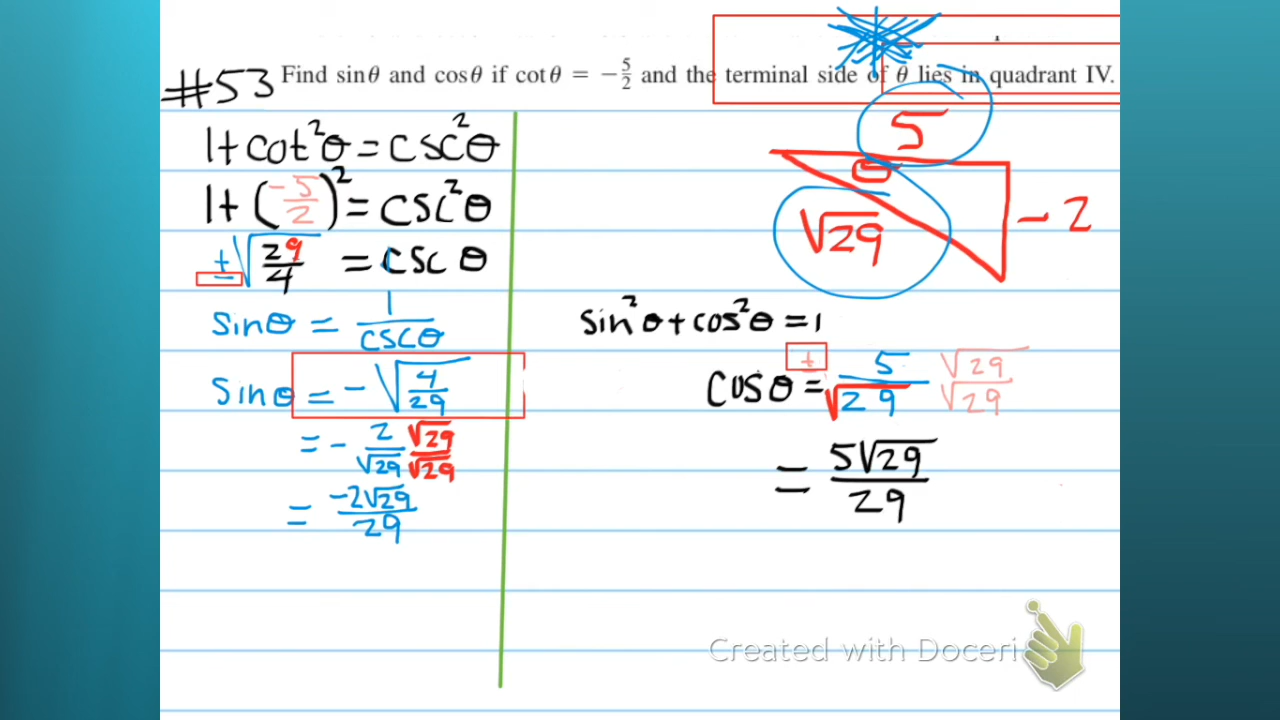 #53 Find sinθ and cosθ if cotθ = −5/2 and the terminal side of θ lies in quadrant IV.
1+cot²θ=csc²θ
1+(-5/2)²=csc²θ
±√29/4 = csc θ
sinθ = 1/cscθ
sinθ = -√4/29
= - 2/√29 √29/√29
= -2√29/29
5
θ
√29
-2
sin²θ+cos²θ=1
cosθ = + 5/√29 √29/√29
= 5√29/29
Created with Doceri